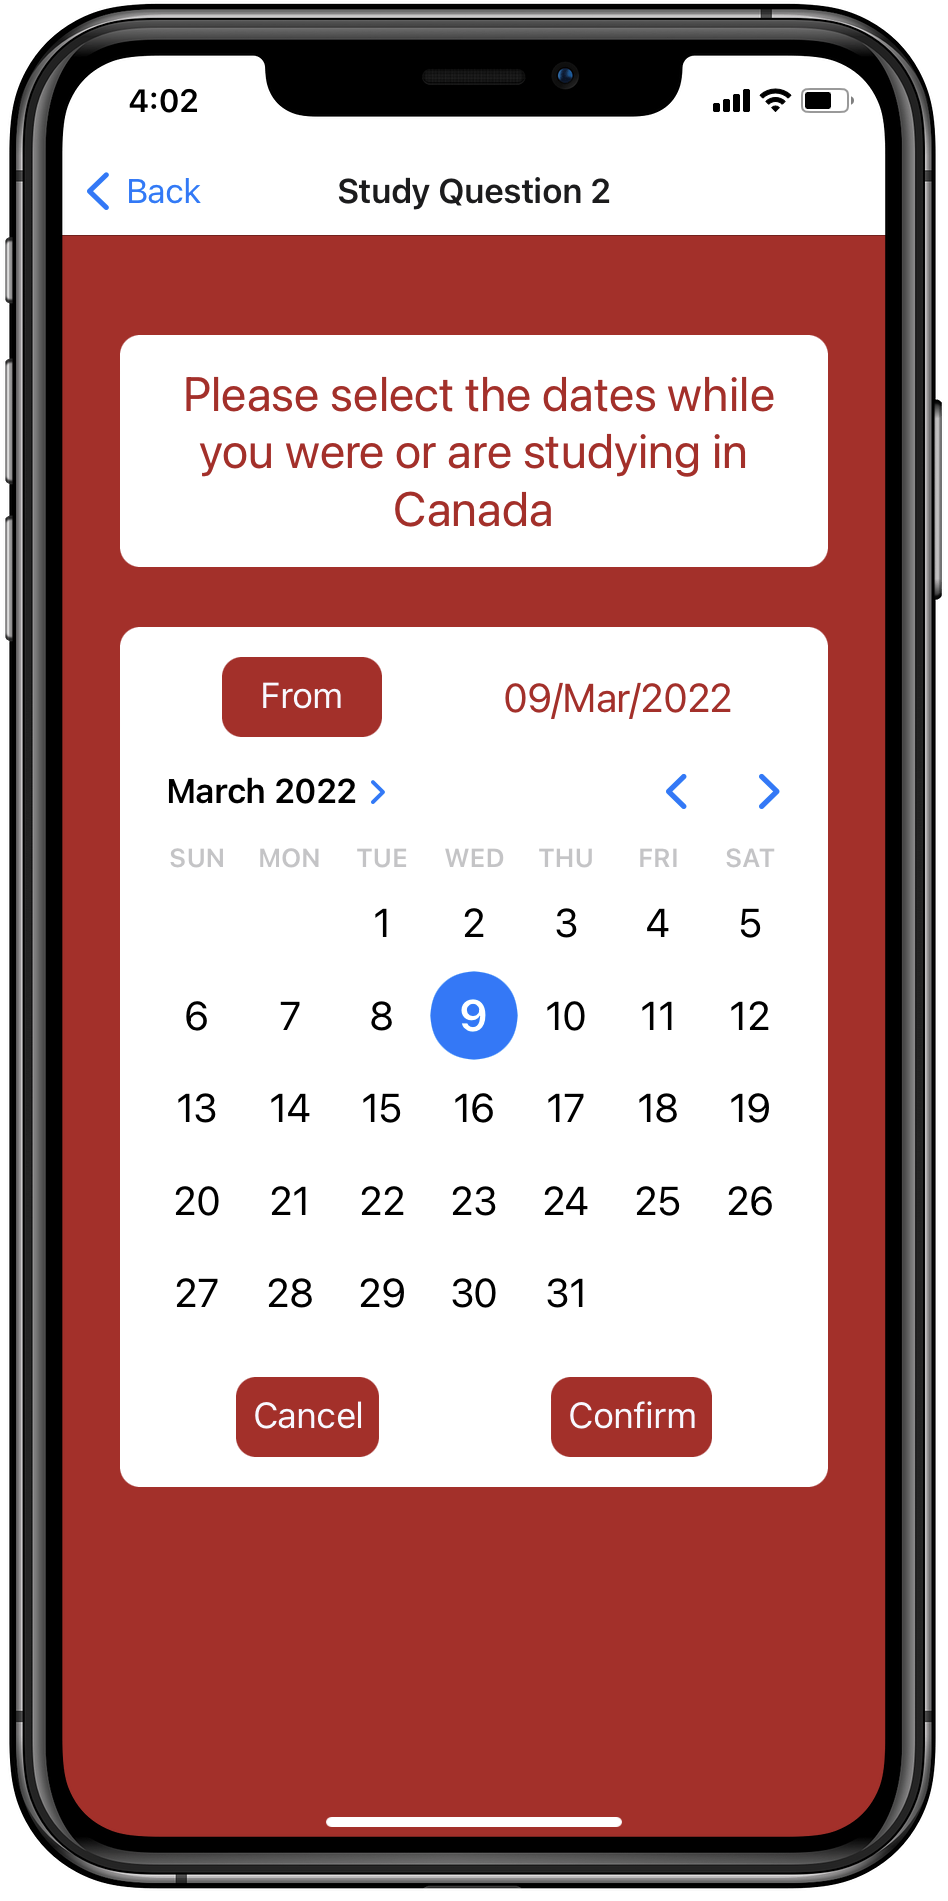 4:02
Back
Study Question 2
Please select the dates while
you were or are studying in
Canada
From 09/Mar/2022
March 2022
SUN MON TUE WED THU FRI SAT
1 2 3 4 5
6 7 8 9 10 11 12
13 14 15 16 17 18 19
20 21 22 23 24 25 26
27 28 29 30 31
Cancel Confirm